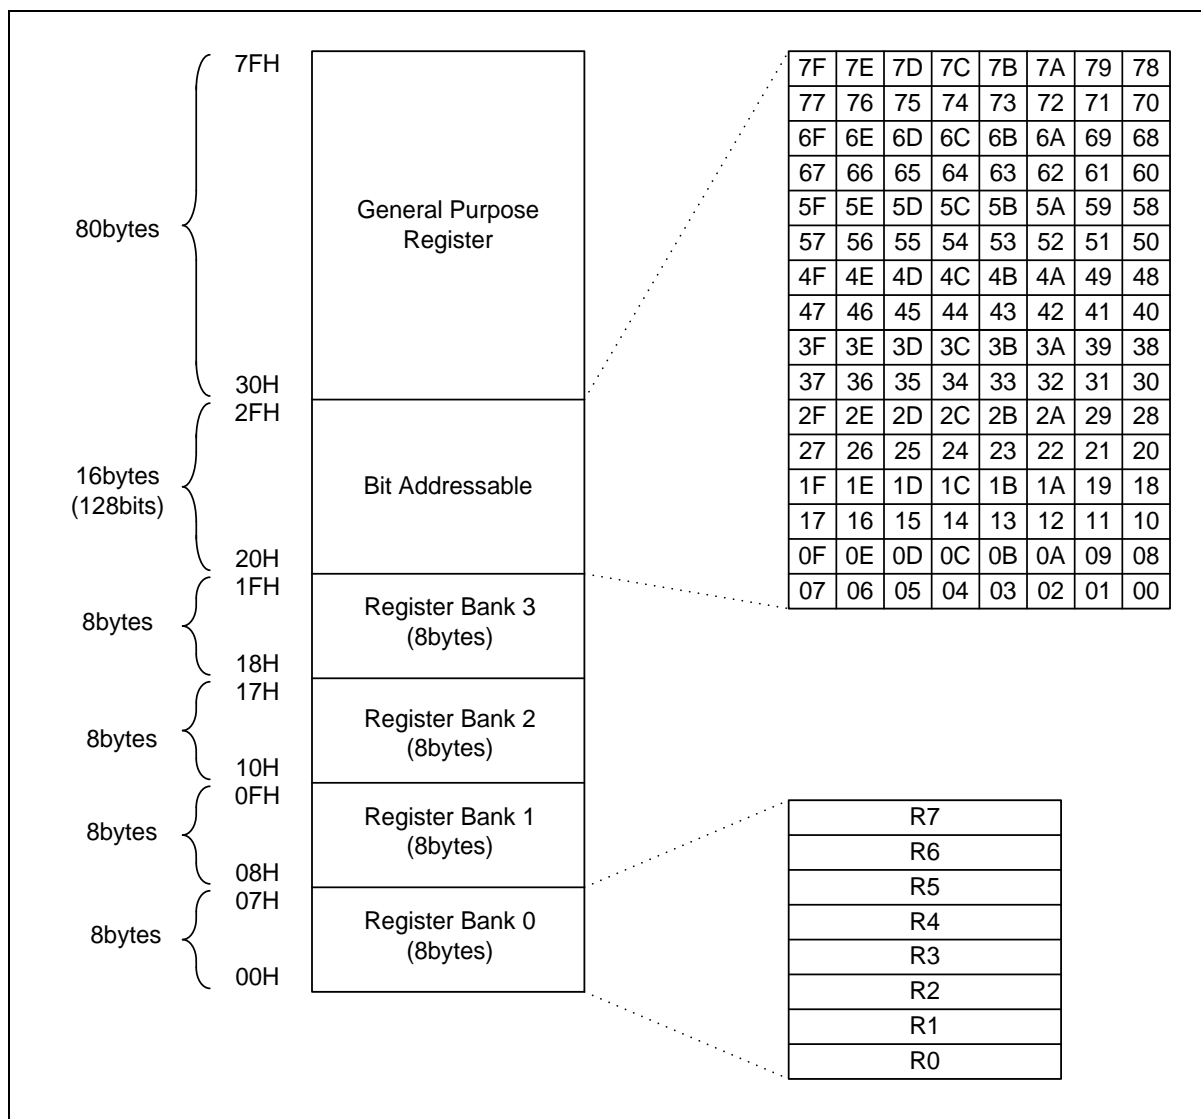 7FH
80bytes
General Purpose
Register
30H
2FH
16bytes
(128bits)
Bit Addressable
20H
1FH
8bytes
Register Bank 3
(8bytes)
18H
17H
8bytes
Register Bank 2
(8bytes)
10H
0FH
8bytes
Register Bank 1
(8bytes)
08H
07H
8bytes
Register Bank 0
(8bytes)
00H
7F 7E 7D 7C 7B 7A 79 78
77 76 75 74 73 72 71 70
6F 6E 6D 6C 6B 6A 69 68
67 66 65 64 63 62 61 60
5F 5E 5D 5C 5B 5A 59 58
57 56 55 54 53 52 51 50
4F 4E 4D 4C 4B 4A 49 48
47 46 45 44 43 42 41 40
3F 3E 3D 3C 3B 3A 39 38
37 36 35 34 33 32 31 30
2F 2E 2D 2C 2B 2A 29 28
27 26 25 24 23 22 21 20
1F 1E 1D 1C 1B 1A 19 18
17 16 15 14 13 12 11 10
0F 0E 0D 0C 0B 0A 09 08
07 06 05 04 03 02 01 00
R7
R6
R5
R4
R3
R2
R1
R0